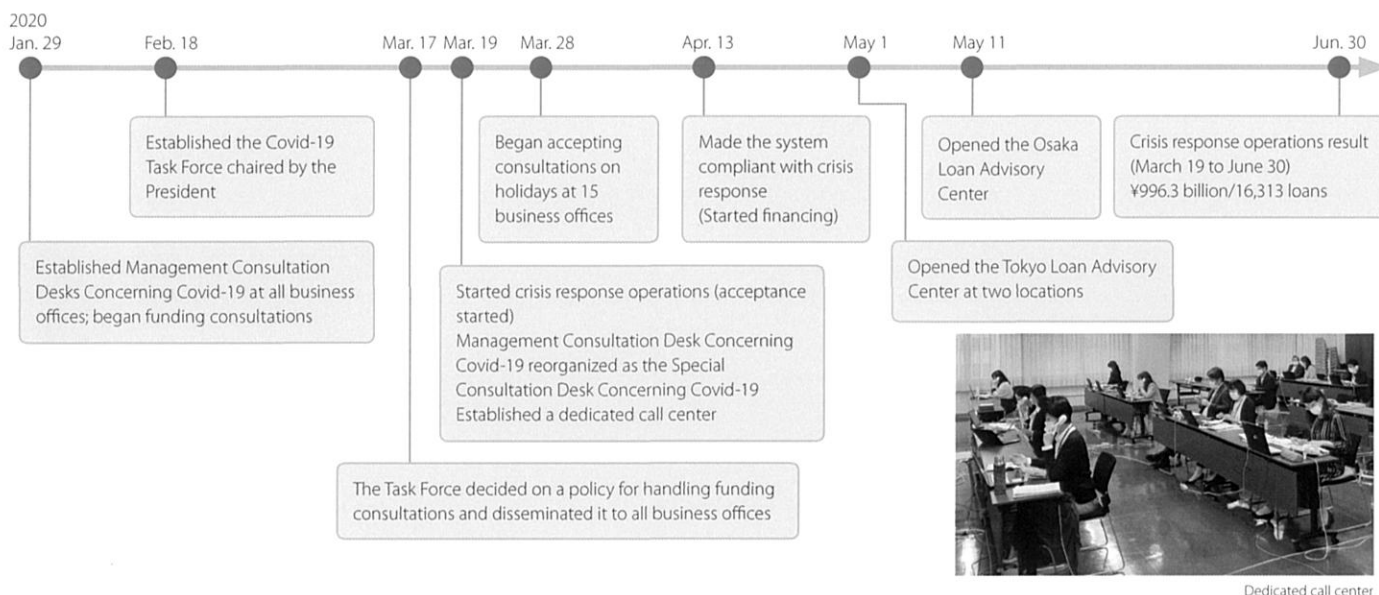 2020
Jan. 29
Feb. 18
Mar. 17
Mar. 19
Mar. 28
Apr. 13
May 1
May 11
Jun. 30
Established Management Consultation
Desks Concerning Covid-19 at all business
offices; began funding consultations
Established the Covid-19
Task Force chaired by the
President
The Task Force decided on a policy for handling funding
consultations and disseminated it to all business offices
Started crisis response operations (acceptance
started)
Management Consultation Desk Concerning
Covid-19 reorganized as the Special
Consultation Desk Concerning Covid-19
Established a dedicated call center
Began accepting
consultations on
holidays at 15
business offices
Made the system
compliant with crisis
response
(Started financing)
Opened the Tokyo Loan Advisory
Center at two locations
Opened the Osaka
Loan Advisory
Center
Crisis response operations result
(March 19 to June 30)
¥996.3 billion/16,313 loans
Dedicated call center